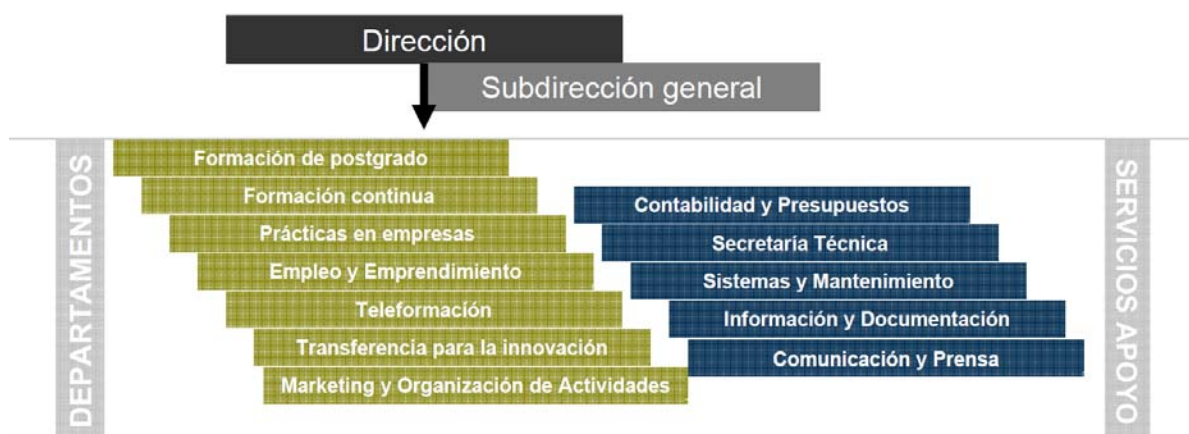 Dirección
Subdirección general
DEPARTAMENTOS
Formación de postgrado
Formación continua
Prácticas en empresas
Empleo y Emprendimiento
Teleformación
Transferencia para la innovación
Marketing y Organización de Actividades
Contabilidad y Presupuestos
Secretaría Técnica
Sistemas y Mantenimiento
Información y Documentación
Comunicación y Prensa
SERVICIOS APOYO